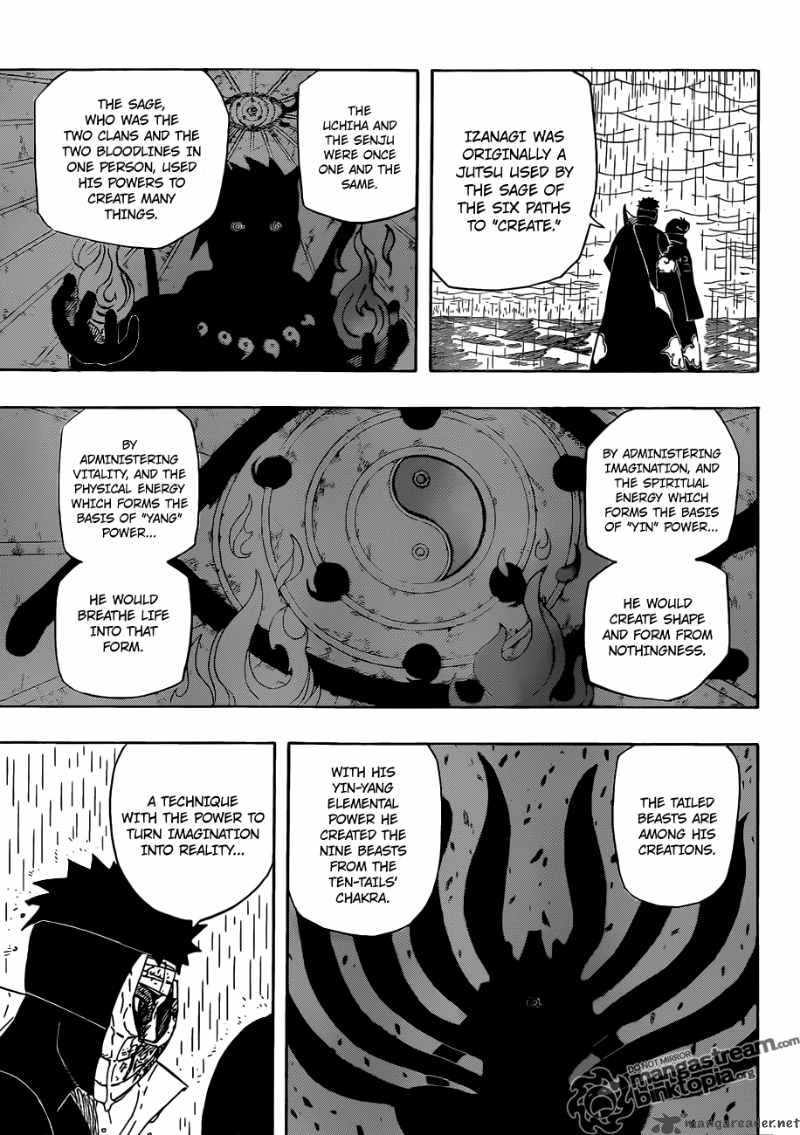 IZANAGI WAS
ORIGINALLY A
JUTSU USED BY
THE SAGE OF
THE SIX PATHS
TO "CREATE."
THE
UCHIHA AND
THE SENJU
WERE ONCE
ONE AND
THE SAME.
THE SAGE,
WHO WAS THE
TWO CLANS AND THE
TWO BLOODLINES IN
ONE PERSON, USED
HIS POWERS TO
CREATE MANY
THINGS.
BY ADMINISTERING
IMAGINATION, AND
THE SPIRITUAL
ENERGY WHICH
FORMS THE BASIS
OF "YIN" POWER...
HE WOULD
CREATE SHAPE
AND FORM FROM
NOTHINGNESS.
BY
ADMINISTERING
VITALITY, AND THE
PHYSICAL ENERGY
WHICH FORMS THE
BASIS OF "YANG"
POWER...
HE WOULD
BREATHE LIFE
INTO THAT
FORM.
THE TAILED
BEASTS ARE
AMONG HIS
CREATIONS.
WITH HIS
YIN-YANG
ELEMENTAL
POWER HE
CREATED THE
NINE BEASTS
FROM THE
TEN-TAILS'
CHAKRA.
A TECHNIQUE
WITH THE POWER TO
TURN IMAGINATION
INTO REALITY...
DO NOT MIRROR
mangastream.com
binktopia.org
mangareader.net